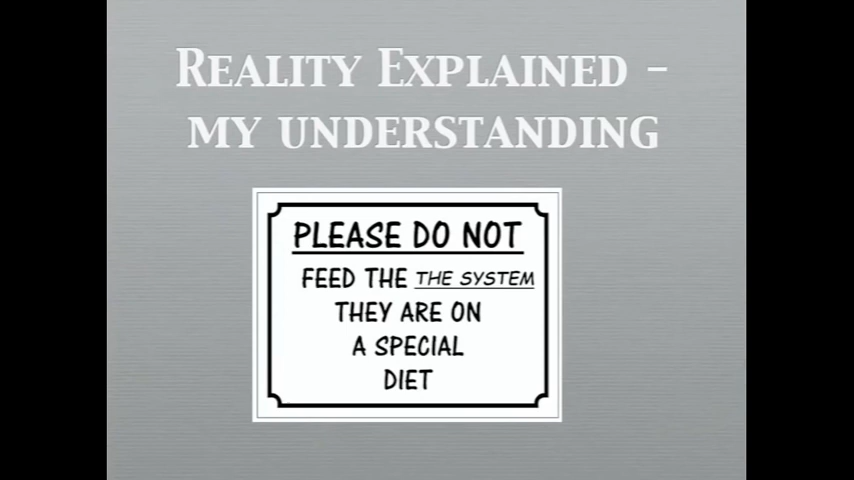 Reality Explained –
my understanding
PLEASE DO NOT
FEED THE THE SYSTEM
THEY ARE ON
A SPECIAL
DIET